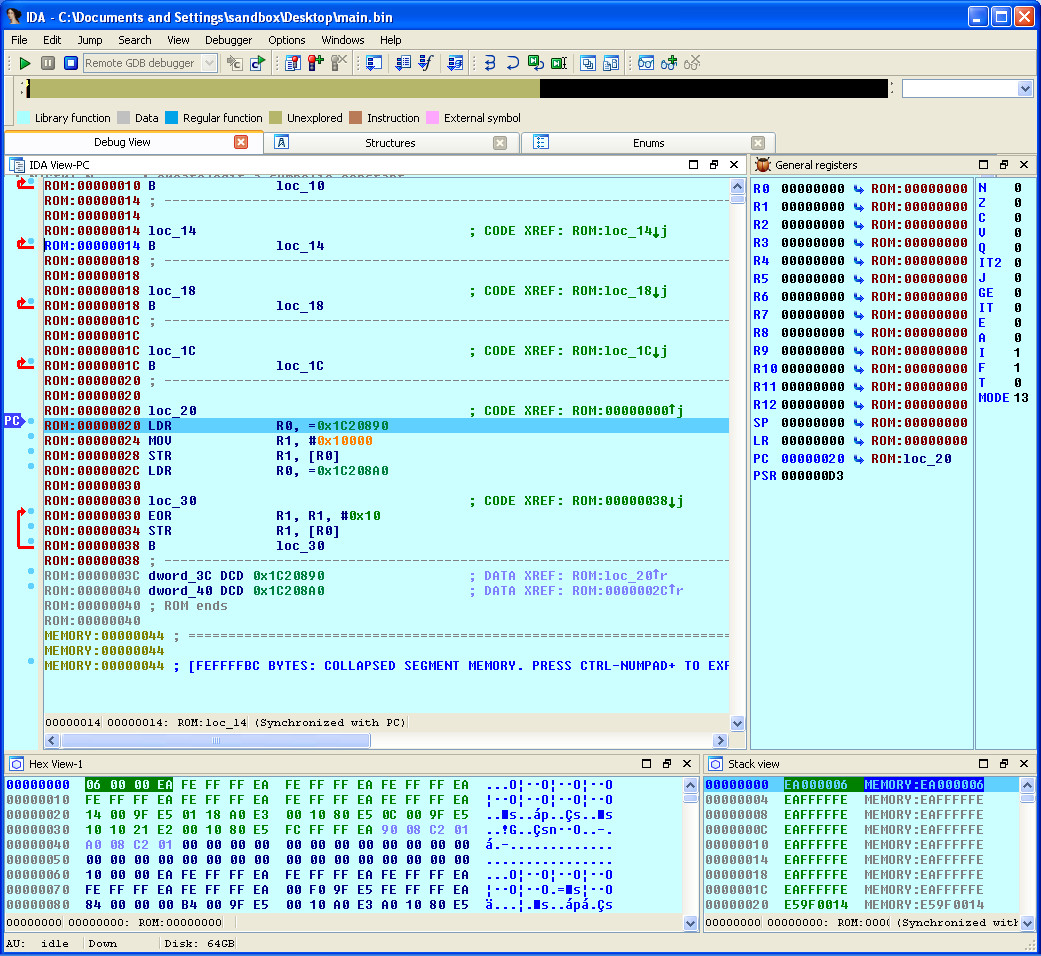 IDA - C:\Documents and Settings\sandbox\Desktop\main.bin
File Edit Jump Search View Debugger Options Windows Help
Remote GDB debugger
Library function Data Regular function Unexplored Instruction External symbol
Debug View Structures Enums
IDA View-PC
ROM:00000010 B loc_10
ROM:00000014 ; ---------------------------------------------------------------------------
ROM:00000014
ROM:00000014 loc_14 ; CODE XREF: ROM:loc_14↓j
ROM:00000014 B loc_14
ROM:00000018 ; ---------------------------------------------------------------------------
ROM:00000018
ROM:00000018 loc_18 ; CODE XREF: ROM:loc_18↓j
ROM:00000018 B loc_18
ROM:0000001C ; ---------------------------------------------------------------------------
ROM:0000001C
ROM:0000001C loc_1C ; CODE XREF: ROM:loc_1C↓j
ROM:0000001C B loc_1C
ROM:00000020 ; ---------------------------------------------------------------------------
ROM:00000020
ROM:00000020 loc_20 ; CODE XREF: ROM:00000000↑j
PC ROM:00000020 LDR R0, =0x1C20890
ROM:00000024 MOV R1, #0x10000
ROM:00000028 STR R1, [R0]
ROM:0000002C LDR R0, =0x1C208A0
ROM:00000030
ROM:00000030 loc_30 ; CODE XREF: ROM:00000038↓j
ROM:00000030 EOR R1, R1, #0x10
ROM:00000034 STR R1, [R0]
ROM:00000038 B loc_30
ROM:00000038 ; ---------------------------------------------------------------------------
ROM:0000003C dword_3C DCD 0x1C20890 ; DATA XREF: ROM:loc_20↑r
ROM:00000040 dword_40 DCD 0x1C208A0 ; DATA XREF: ROM:0000002C↑r
ROM:00000040 ; ROM ends
ROM:00000040
MEMORY:00000044 ; ===========================================================================
MEMORY:00000044
MEMORY:00000044 ; [FEFFFFBC BYTES: COLLAPSED SEGMENT MEMORY. PRESS CTRL-NUMPAD+ TO EXP
00000014 00000014: ROM:loc_14 (Synchronized with PC)
General registers
R0 00000000 ROM:00000000
R1 00000000 ROM:00000000
R2 00000000 ROM:00000000
R3 00000000 ROM:00000000
R4 00000000 ROM:00000000
R5 00000000 ROM:00000000
R6 00000000 ROM:00000000
R7 00000000 ROM:00000000
R8 00000000 ROM:00000000
R9 00000000 ROM:00000000
R10 00000000 ROM:00000000
R11 00000000 ROM:00000000
R12 00000000 ROM:00000000
SP 00000000 ROM:00000000
LR 00000000 ROM:00000000
PC 00000020 ROM:loc_20
PSR 000000D3
N 0
Z 0
C 0
V 0
Q 0
IT2 0
J 0
GE 0
IT 0
E 0
A 0
I 1
F 1
T 0
MODE 13
Hex View-1
00000000 06 00 00 EA FE FF FF EA FE FF FF EA FE FF FF EA ...O¦--O¦--O¦--O
00000010 FE FF FF EA FE FF FF EA FE FF FF EA FE FF FF EA ¦--O¦--O¦--O¦--O
00000020 14 00 9F E5 01 18 A0 E3 00 10 80 E5 0C 00 9F E5
00000030 10 10 21 E2 00 10 80 E5 FC FF FF EA 90 08 C2 01
00000040 A0 08 C2 01 00 00 00 00 00 00 00 00 00 00 00 00 á.-.............
00000050 00 00 00 00 00 00 00 00 00 00 00 00 00 00 00 00 ................
00000060 10 00 00 EA FE FF FF EA FE FF FF EA FE FF FF EA ...O¦--O¦--O¦--O
00000070 FE FF FF EA FE FF FF EA 00 F0 9F E5 FE FF FF EA
00000080 84 00 00 00 B4 00 9F E5 00 10 A0 E3 A0 10 80 E5
00000000 00000000: ROM:00000000
Stack view
00000000 EA000006 MEMORY:EA000006
00000004 EAFFFFFE MEMORY:EAFFFFFE
00000008 EAFFFFFE MEMORY:EAFFFFFE
0000000C EAFFFFFE MEMORY:EAFFFFFE
00000010 EAFFFFFE MEMORY:EAFFFFFE
00000014 EAFFFFFE MEMORY:EAFFFFFE
00000018 EAFFFFFE MEMORY:EAFFFFFE
0000001C EAFFFFFE MEMORY:EAFFFFFE
00000020 E59F0014 MEMORY:E59F0014
00000000 00000000: ROM:000( (Synchronized with
AU: idle Down Disk: 64GB